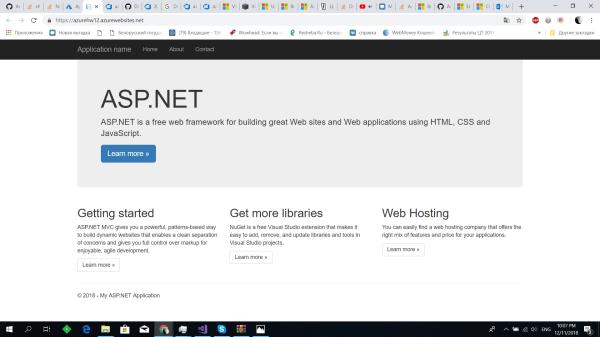 https://azurehw12.azurewebsites.net
Приложения Новая вкладка Белорусский (79) Входящие - Wowhead: Если вы Resheba.Ru - Белор справка WebMoney Кошелек Результаты ЦТ 2017 Другие закладки
Application name Home About Contact
ASP.NET
ASP.NET is a free web framework for building great Web sites and Web applications using HTML, CSS and
JavaScript.
Learn more »
Getting started
ASP.NET MVC gives you a powerful, patterns-based way
to build dynamic websites that enables a clean separation
of concerns and gives you full control over markup for
enjoyable, agile development.
Learn more »
Get more libraries
NuGet is a free Visual Studio extension that makes it
easy to add, remove, and update libraries and tools in
Visual Studio projects.
Learn more »
Web Hosting
You can easily find a web hosting company that offers the
right mix of features and price for your applications.
Learn more »
© 2018 - My ASP.NET Application
ENG
10:07 PM
12/11/2018